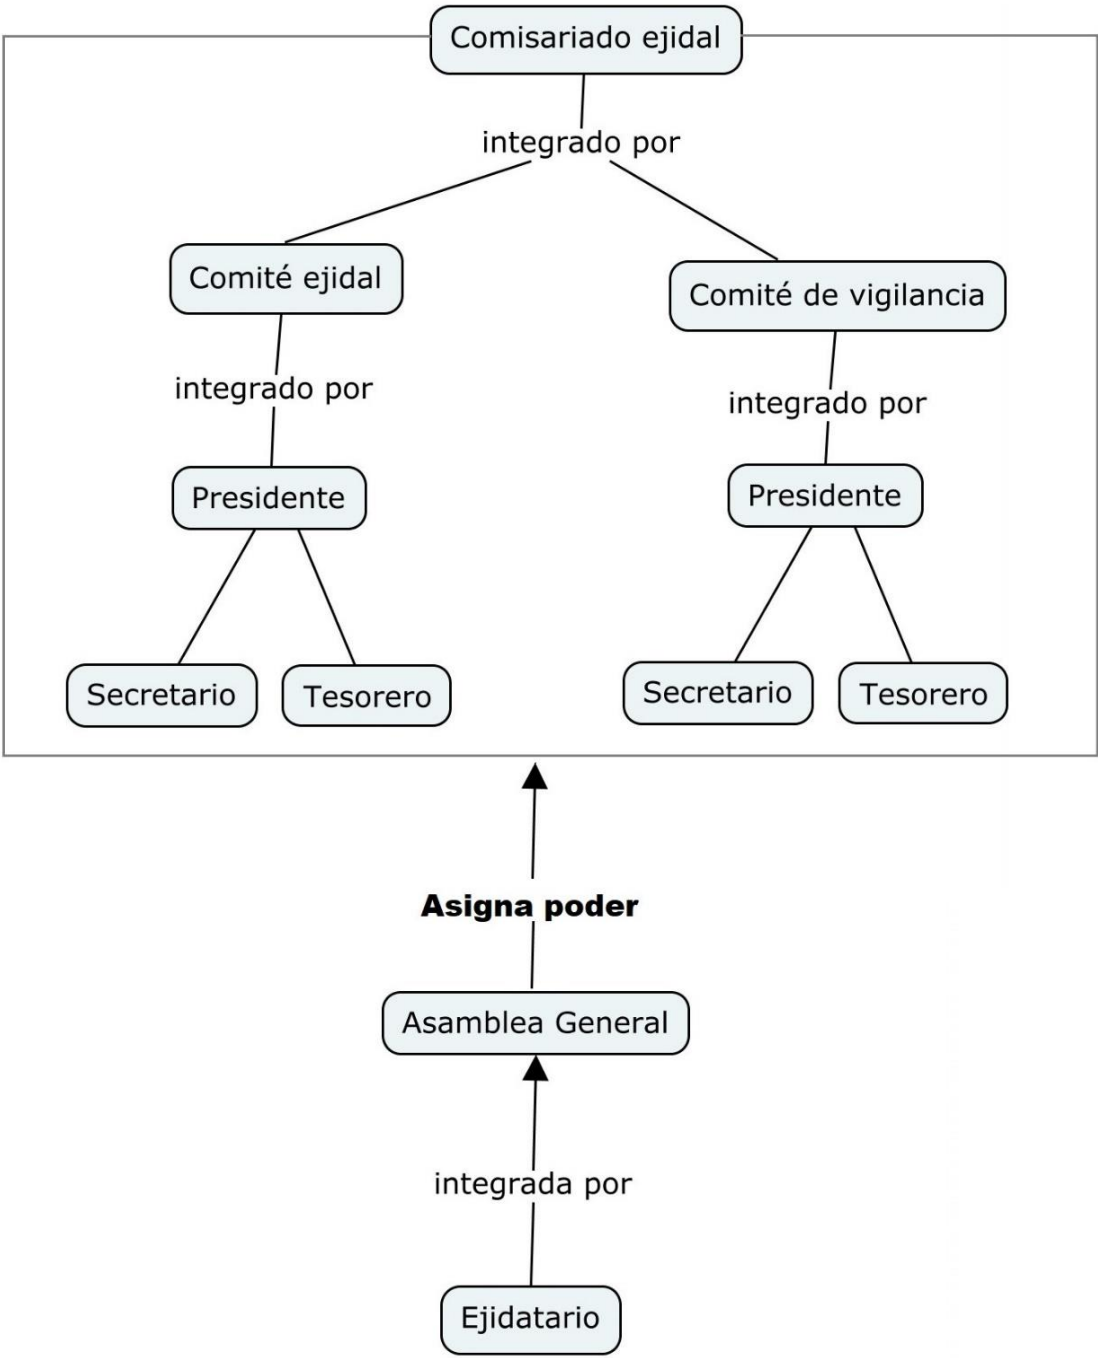 Comisariado ejidal
integrado por
Comité ejidal
Comité de vigilancia
integrado por
integrado por
Presidente
Presidente
Secretario
Tesorero
Secretario
Tesorero
Asigna poder
Asamblea General
integrada por
Ejidatario